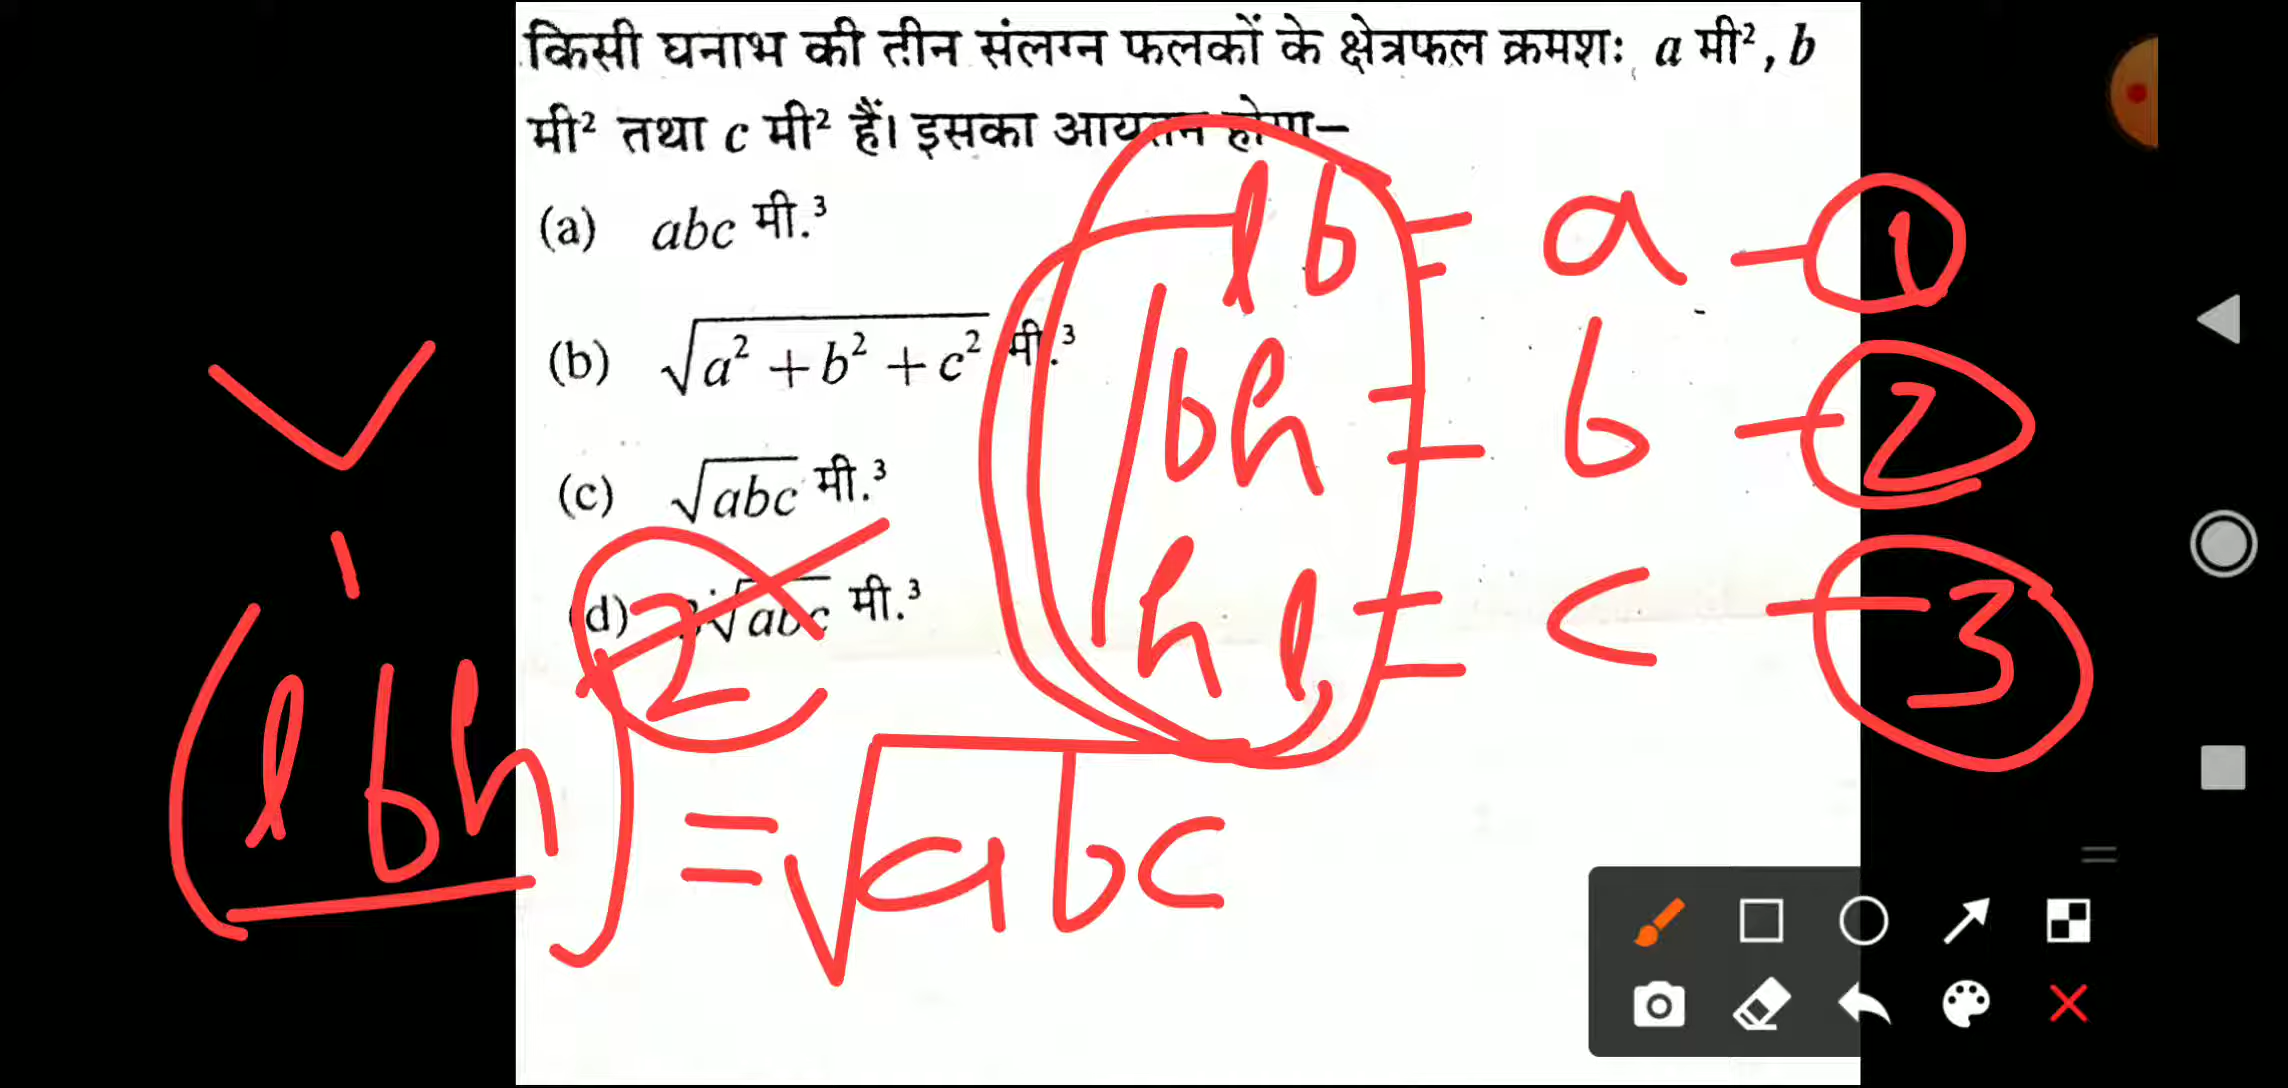 किसी घनाभ की तीन संलग्न फलकों के क्षेत्रफल क्रमशः a मी², b
मी² तथा c मी² हैं। इसका आयतन होगा–
(a) abc मी.³
(b) √a² + b² + c² मी.³
(c) √abc मी.³
(d) 3√abc मी.³
lb = a – 1
bh = b – 2
hl = c – 3
V
(lbh)2 = √abc